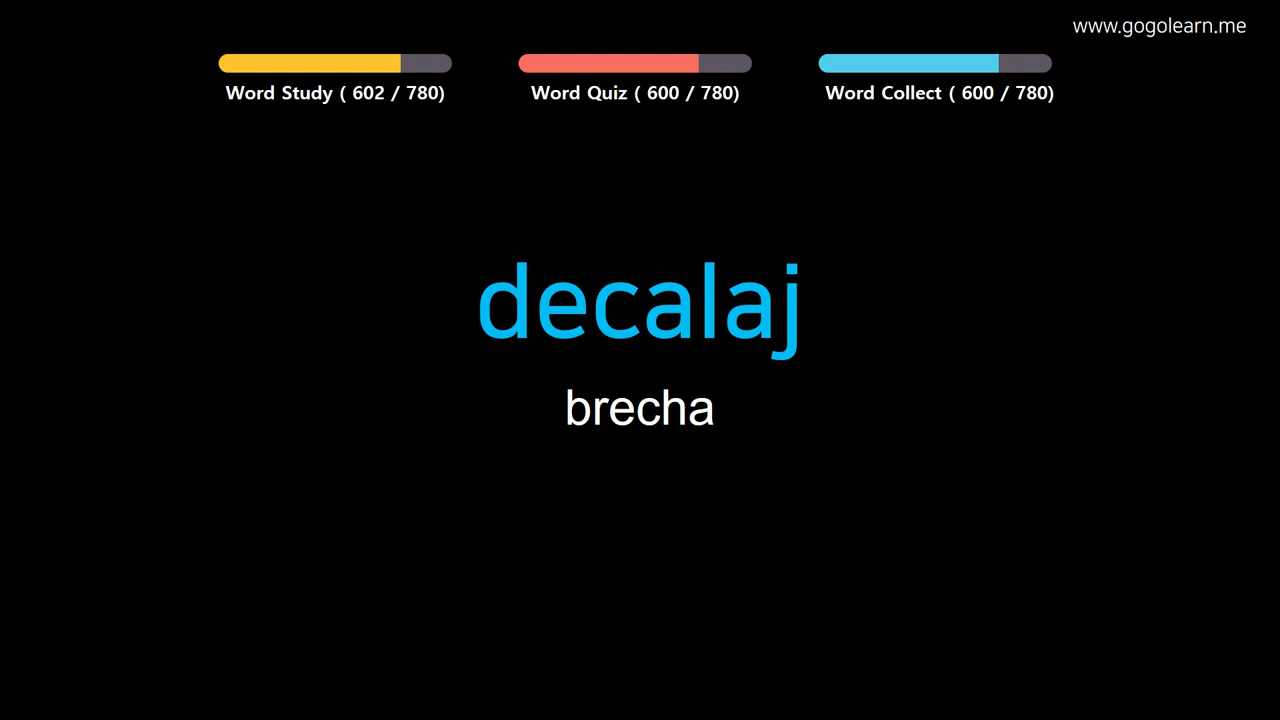 www.gogolearn.me
Word Study ( 602 / 780)
Word Quiz ( 600 / 780)
Word Collect ( 600 / 780)
decalaj
brecha